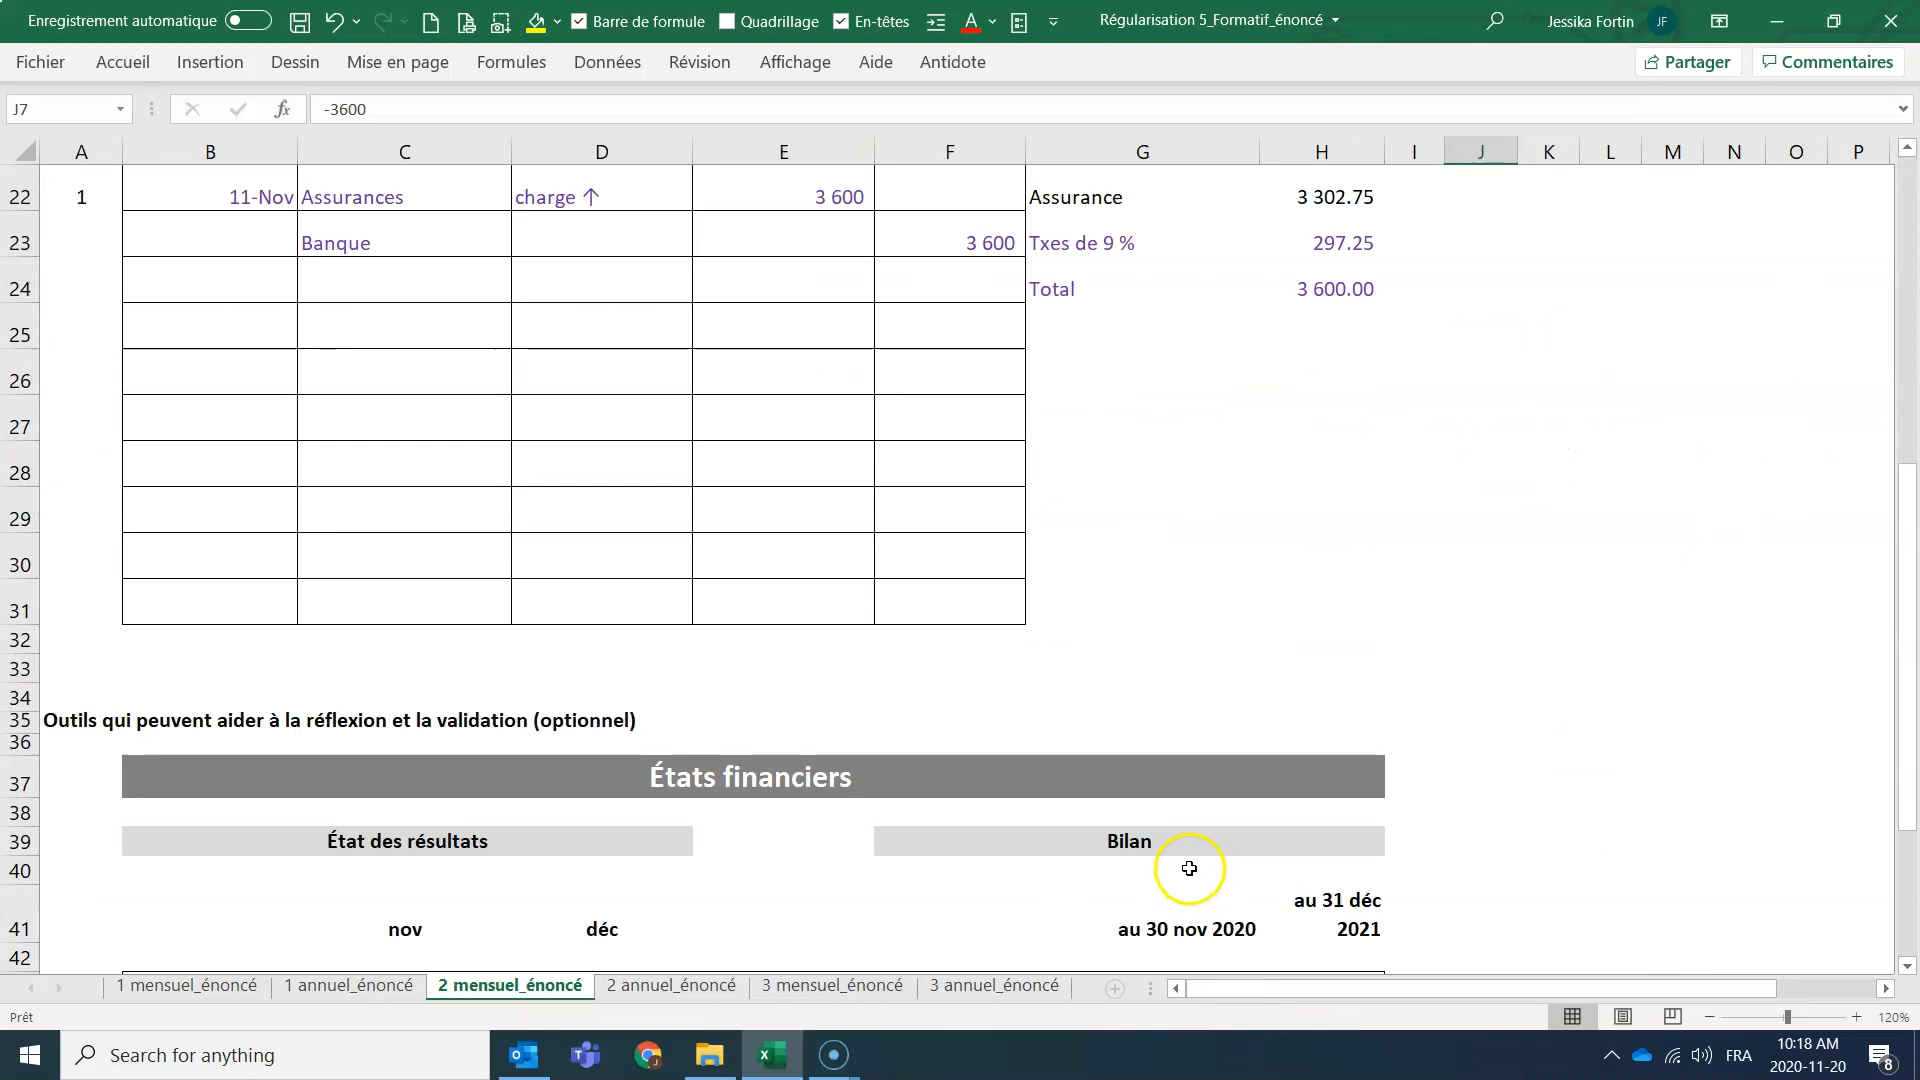 Enregistrement automatique Barre de formule Quadrillage En-têtes Régularisation 5_Formatif_énoncé Jessika Fortin JF
Fichier Accueil Insertion Dessin Mise en page Formules Données Révision Affichage Aide Antidote Partager Commentaires
J7 fx -3600
A B C D E F G H I J K L M N O P
22 1 11-Nov Assurances charge ↑ 3 600 Assurance 3 302.75
23 Banque 3 600 Txes de 9 % 297.25
24 Total 3 600.00
25
26
27
28
29
30
31
32
33
34
35 Outils qui peuvent aider à la réflexion et la validation (optionnel)
36
37 États financiers
38
39 État des résultats Bilan
40
au 31 déc
41 nov déc au 30 nov 2020 2021
42
1 mensuel_énoncé 1 annuel_énoncé 2 mensuel_énoncé 2 annuel_énoncé 3 mensuel_énoncé 3 annuel_énoncé
Prêt 120%
Search for anything FRA 10:18 AM
2020-11-20 8